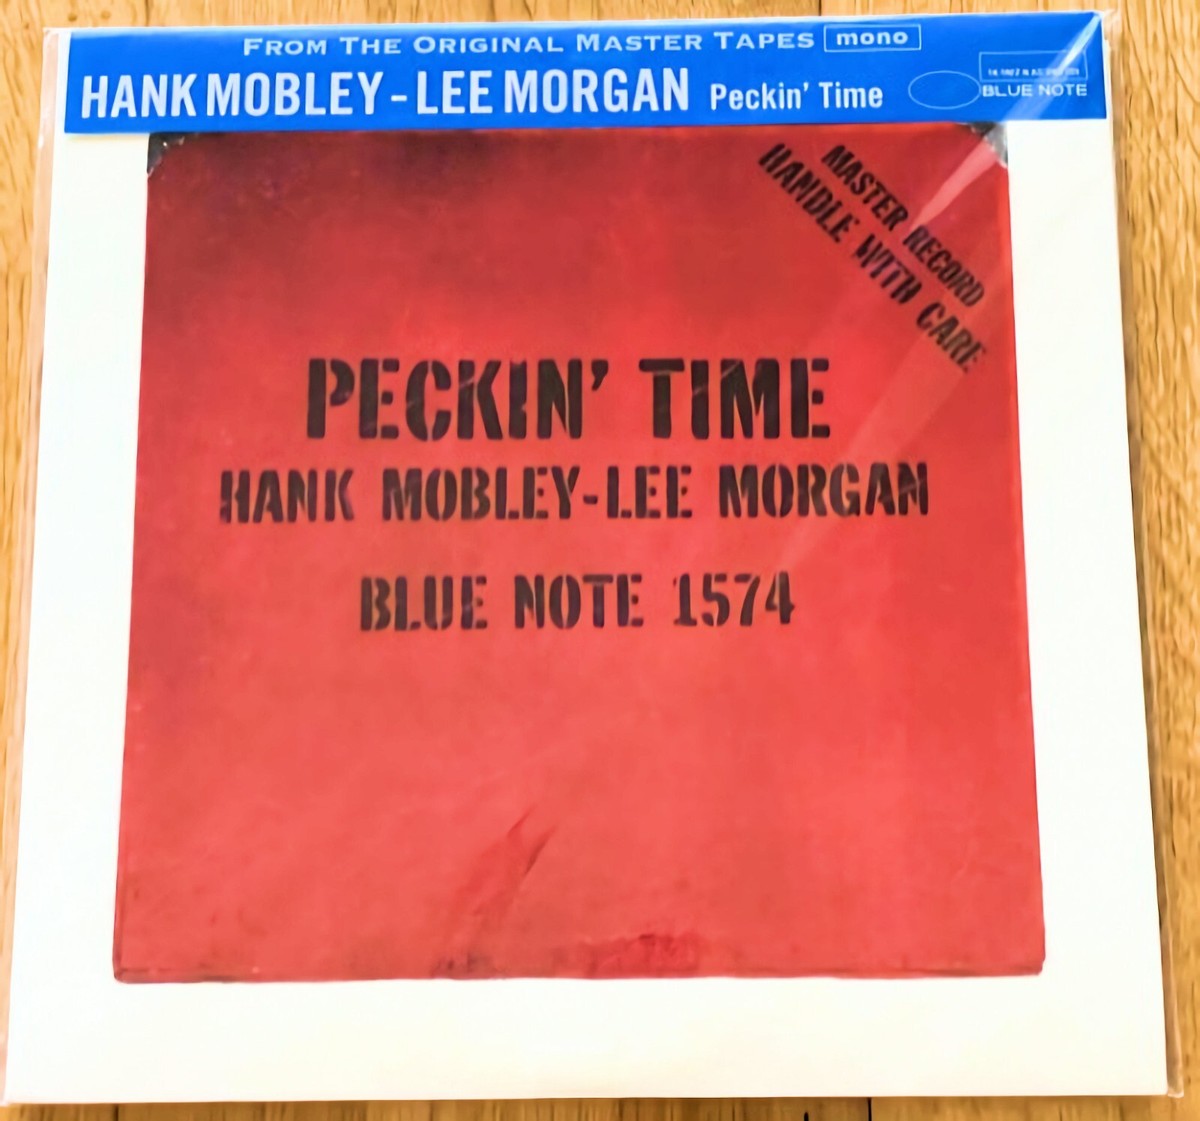 FROM THE ORIGINAL MASTER TAPES mono
HANK MOBLEY - LEE MORGAN Peckin' Time
BLUE NOTE
MASTER RECORD
HANDLE WITH CARE
PECKIN' TIME
HANK MOBLEY-LEE MORGAN
BLUE NOTE 1574